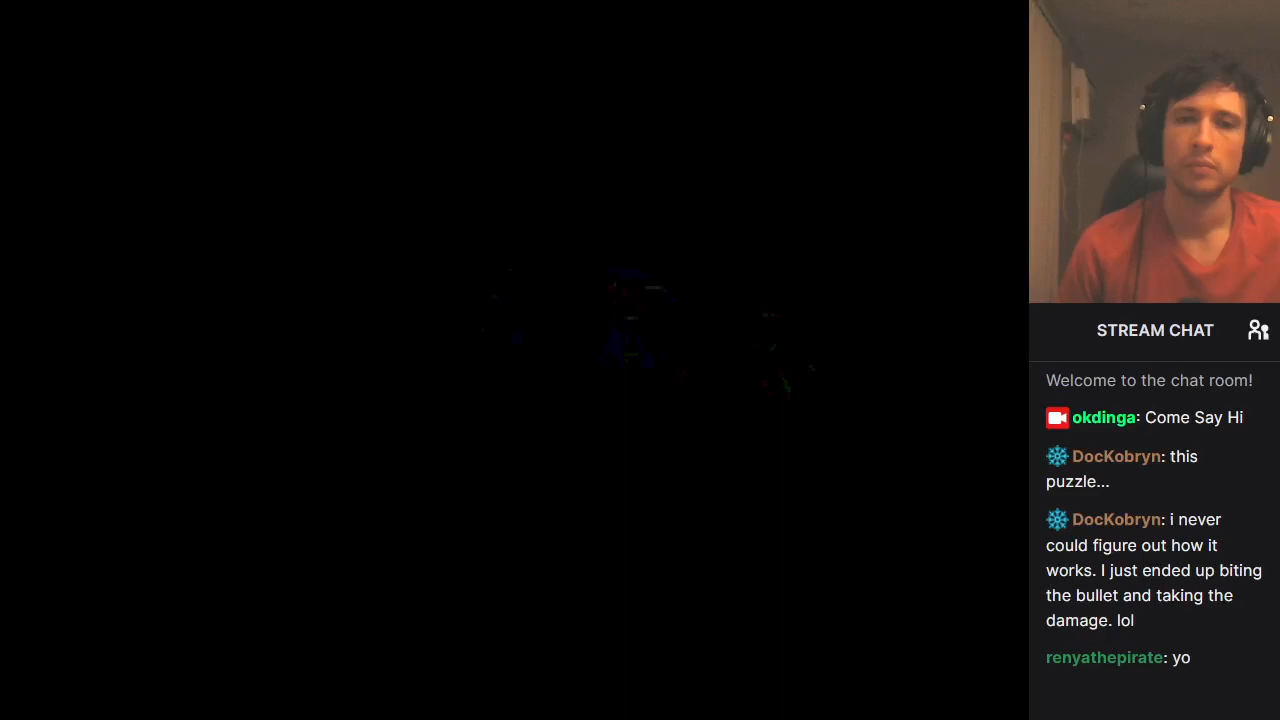 STREAM CHAT
Welcome to the chat room!
okdinga: Come Say Hi
DocKobryn: this
puzzle...
DocKobryn: i never
could figure out how it
works. I just ended up biting
the bullet and taking the
damage. lol
renyathepirate: yo